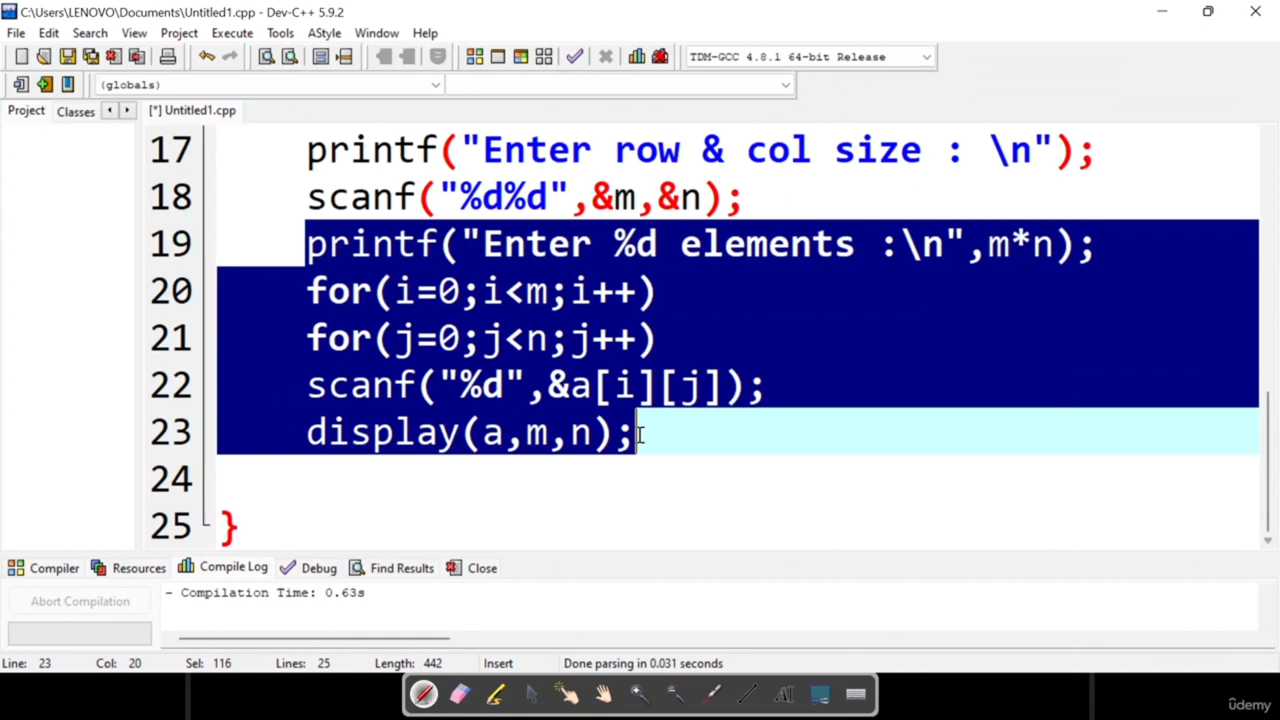 C:\Users\LENOVO\Documents\Untitled1.cpp - Dev-C++ 5.9.2
File Edit Search View Project Execute Tools AStyle Window Help
TDM-GCC 4.8.1 64-bit Release
(globals)
Project Classes [*] Untitled1.cpp
17 printf("Enter row & col size : \n");
18 scanf("%d%d",&m,&n);
19 printf("Enter %d elements :\n",m*n);
20 for(i=0;i<m;i++)
21 for(j=0;j<n;j++)
22 scanf("%d",&a[i][j]);
23 display(a,m,n);
24
25 }
Compiler Resources Compile Log Debug Find Results Close
Abort Compilation
- Compilation Time: 0.63s
Line: 23 Col: 20 Sel: 116 Lines: 25 Length: 442 Insert Done parsing in 0.031 seconds
AI
ûdemy